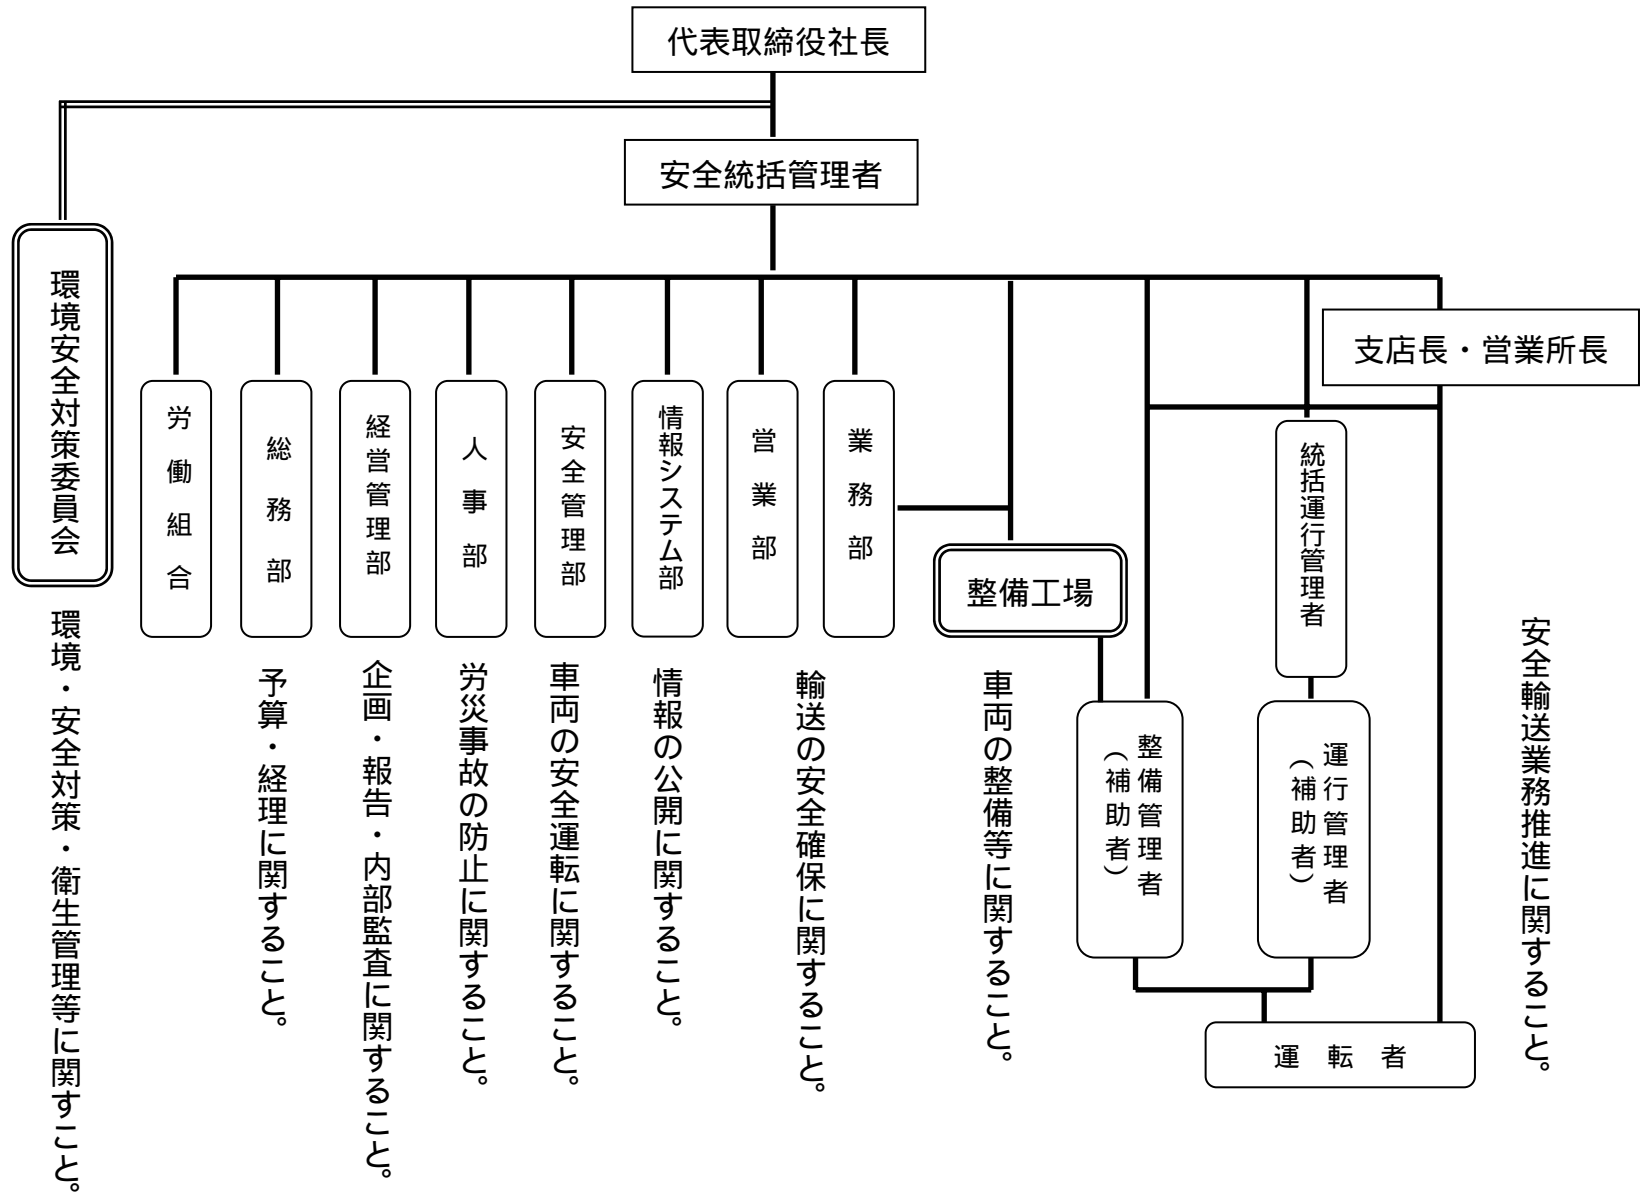 代表取締役社長
安全統括管理者
環境安全対策委員会
支店長・営業所長
労働組合
総務部
経営管理部
人事部
安全管理部
情報システム部
営業部
業務部
整備工場
統括運行管理者
整備管理者
（補助者）
運行管理者
（補助者）
運転者
環境・安全対策・衛生管理等に関すこと。
予算・経理に関すること。
企画・報告・内部監査に関すること。
労災事故の防止に関すること。
車両の安全運転に関すること。
情報の公開に関すること。
輸送の安全確保に関すること。
車両の整備等に関すること。
安全輸送業務推進に関すること。